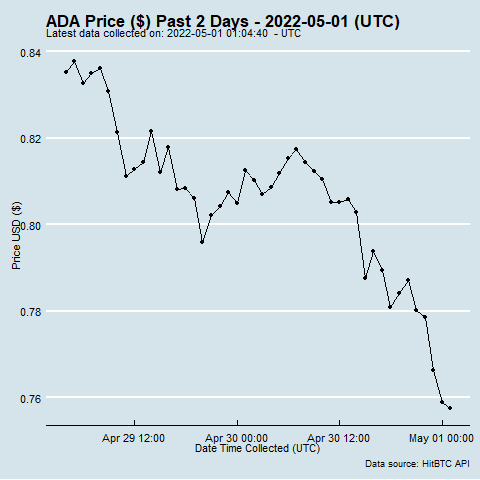 ADA Price ($) Past 2 Days - 2022-05-01 (UTC)
Latest data collected on: 2022-05-01 01:04:40 - UTC
0.84
0.82
0.80
0.78
0.76
Price USD ($)
Apr 29 12:00 Apr 30 00:00 Apr 30 12:00 May 01 00:00
Date Time Collected (UTC)
Data source: HitBTC API